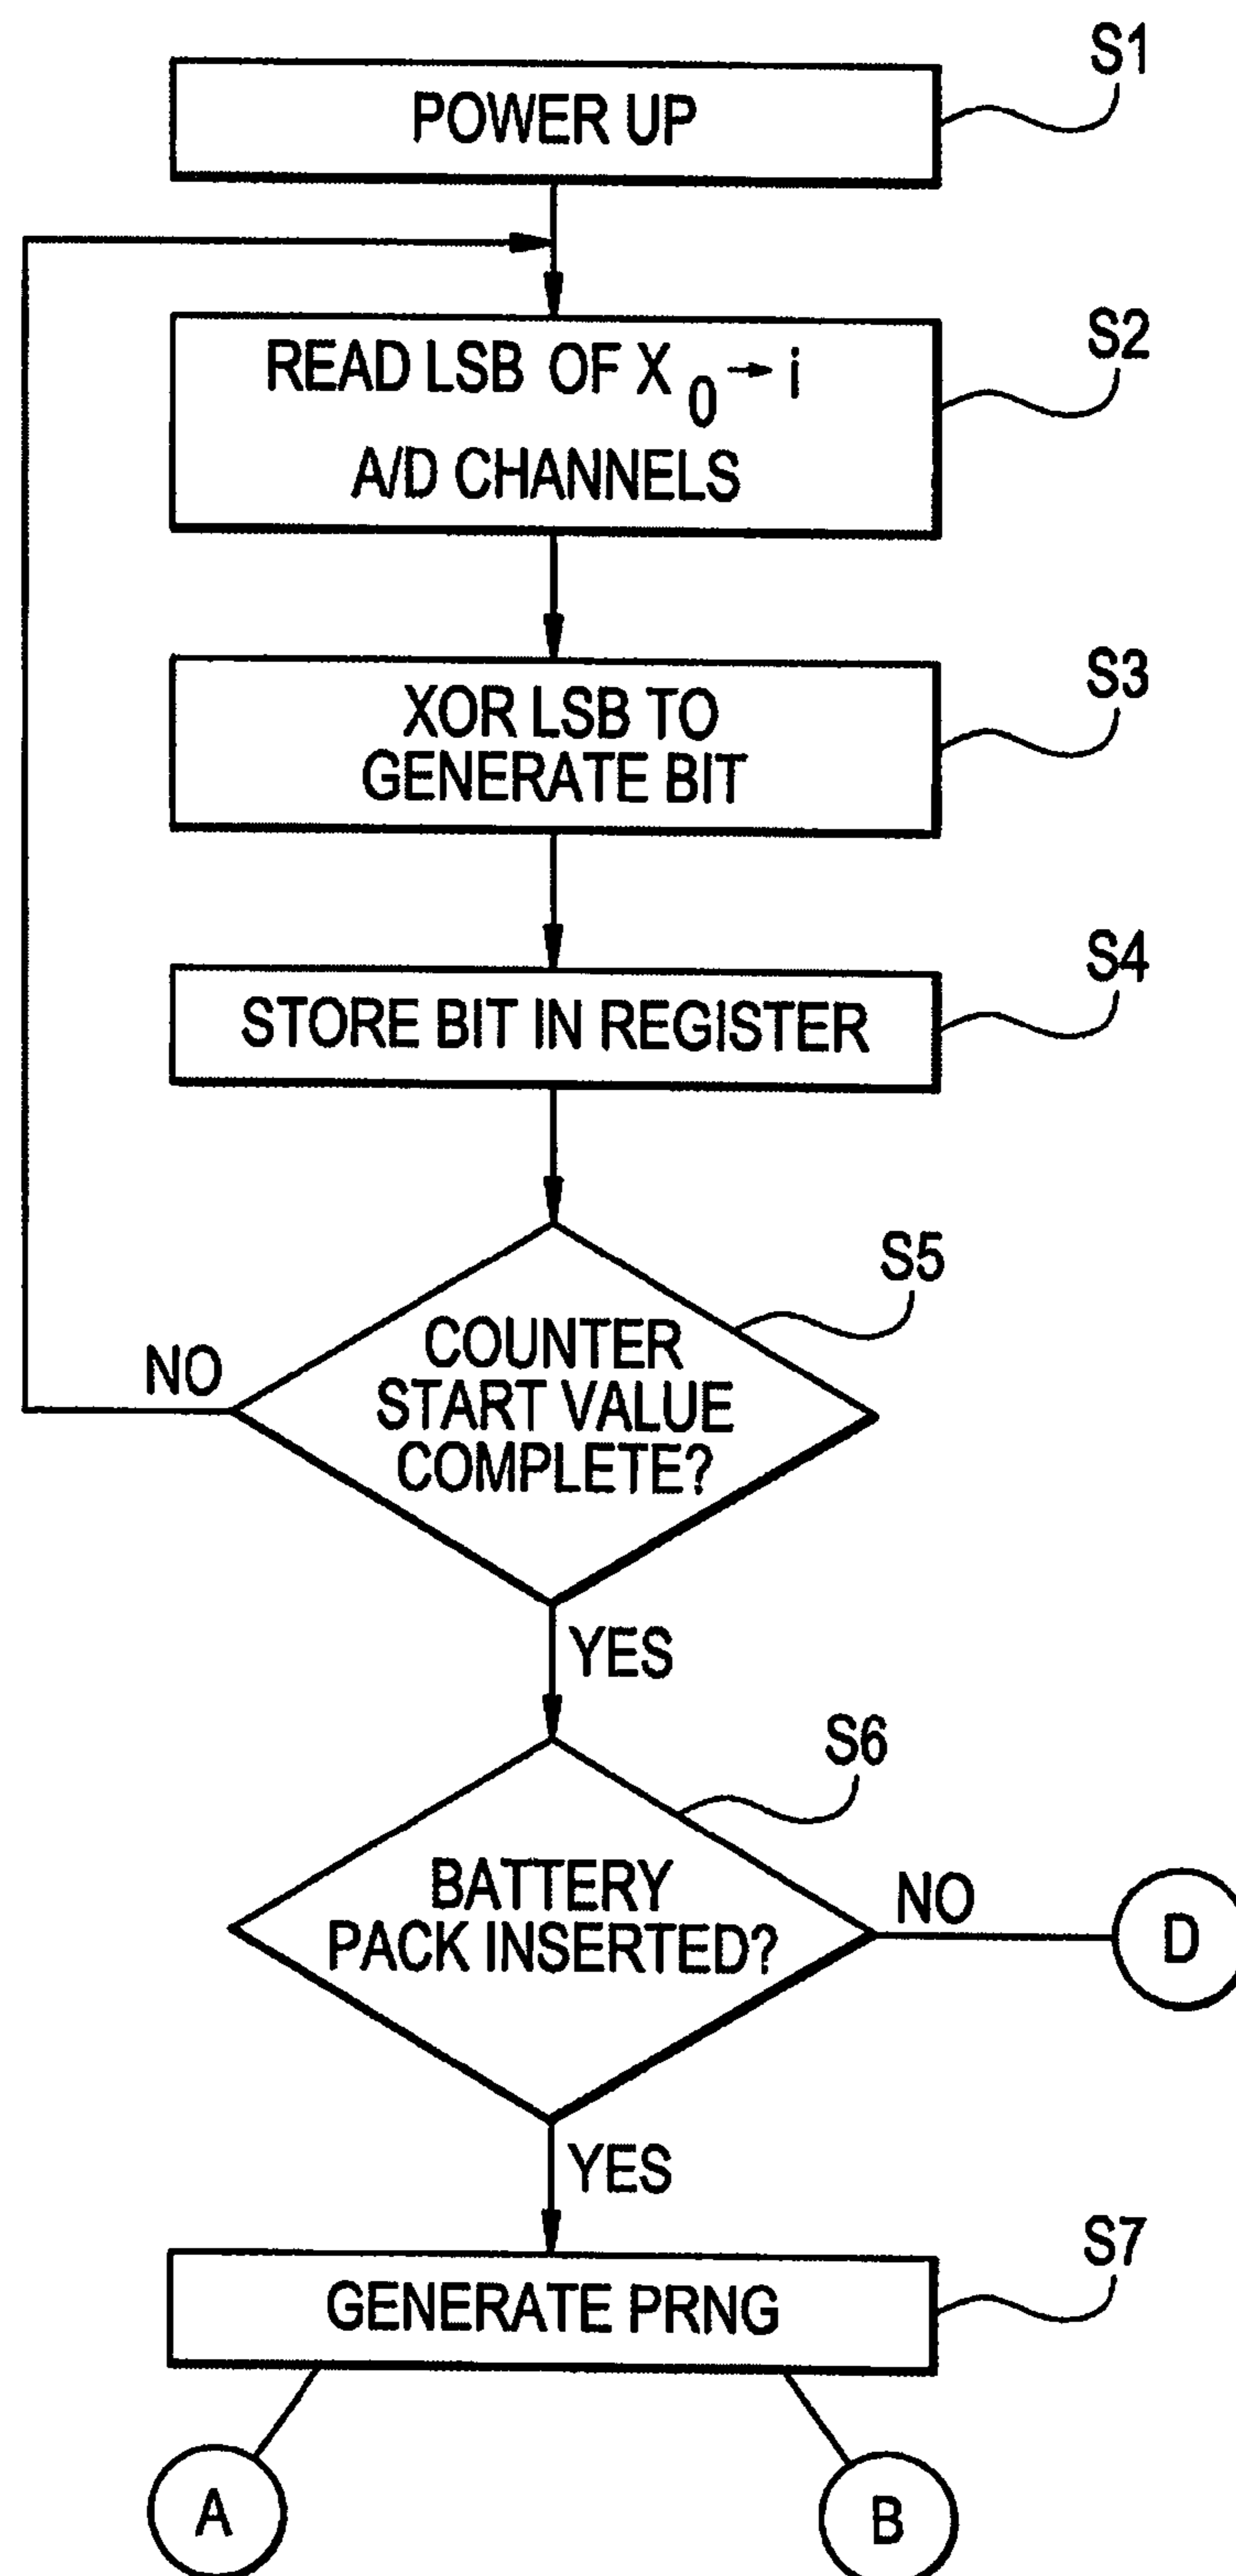 S1
POWER UP
S2
READ LSB OF X 0 → i
A/D CHANNELS
S3
XOR LSB TO
GENERATE BIT
S4
STORE BIT IN REGISTER
S5
COUNTER
START VALUE
COMPLETE?
NO
YES
S6
BATTERY
PACK INSERTED?
NO
D
YES
S7
GENERATE PRNG
A
B